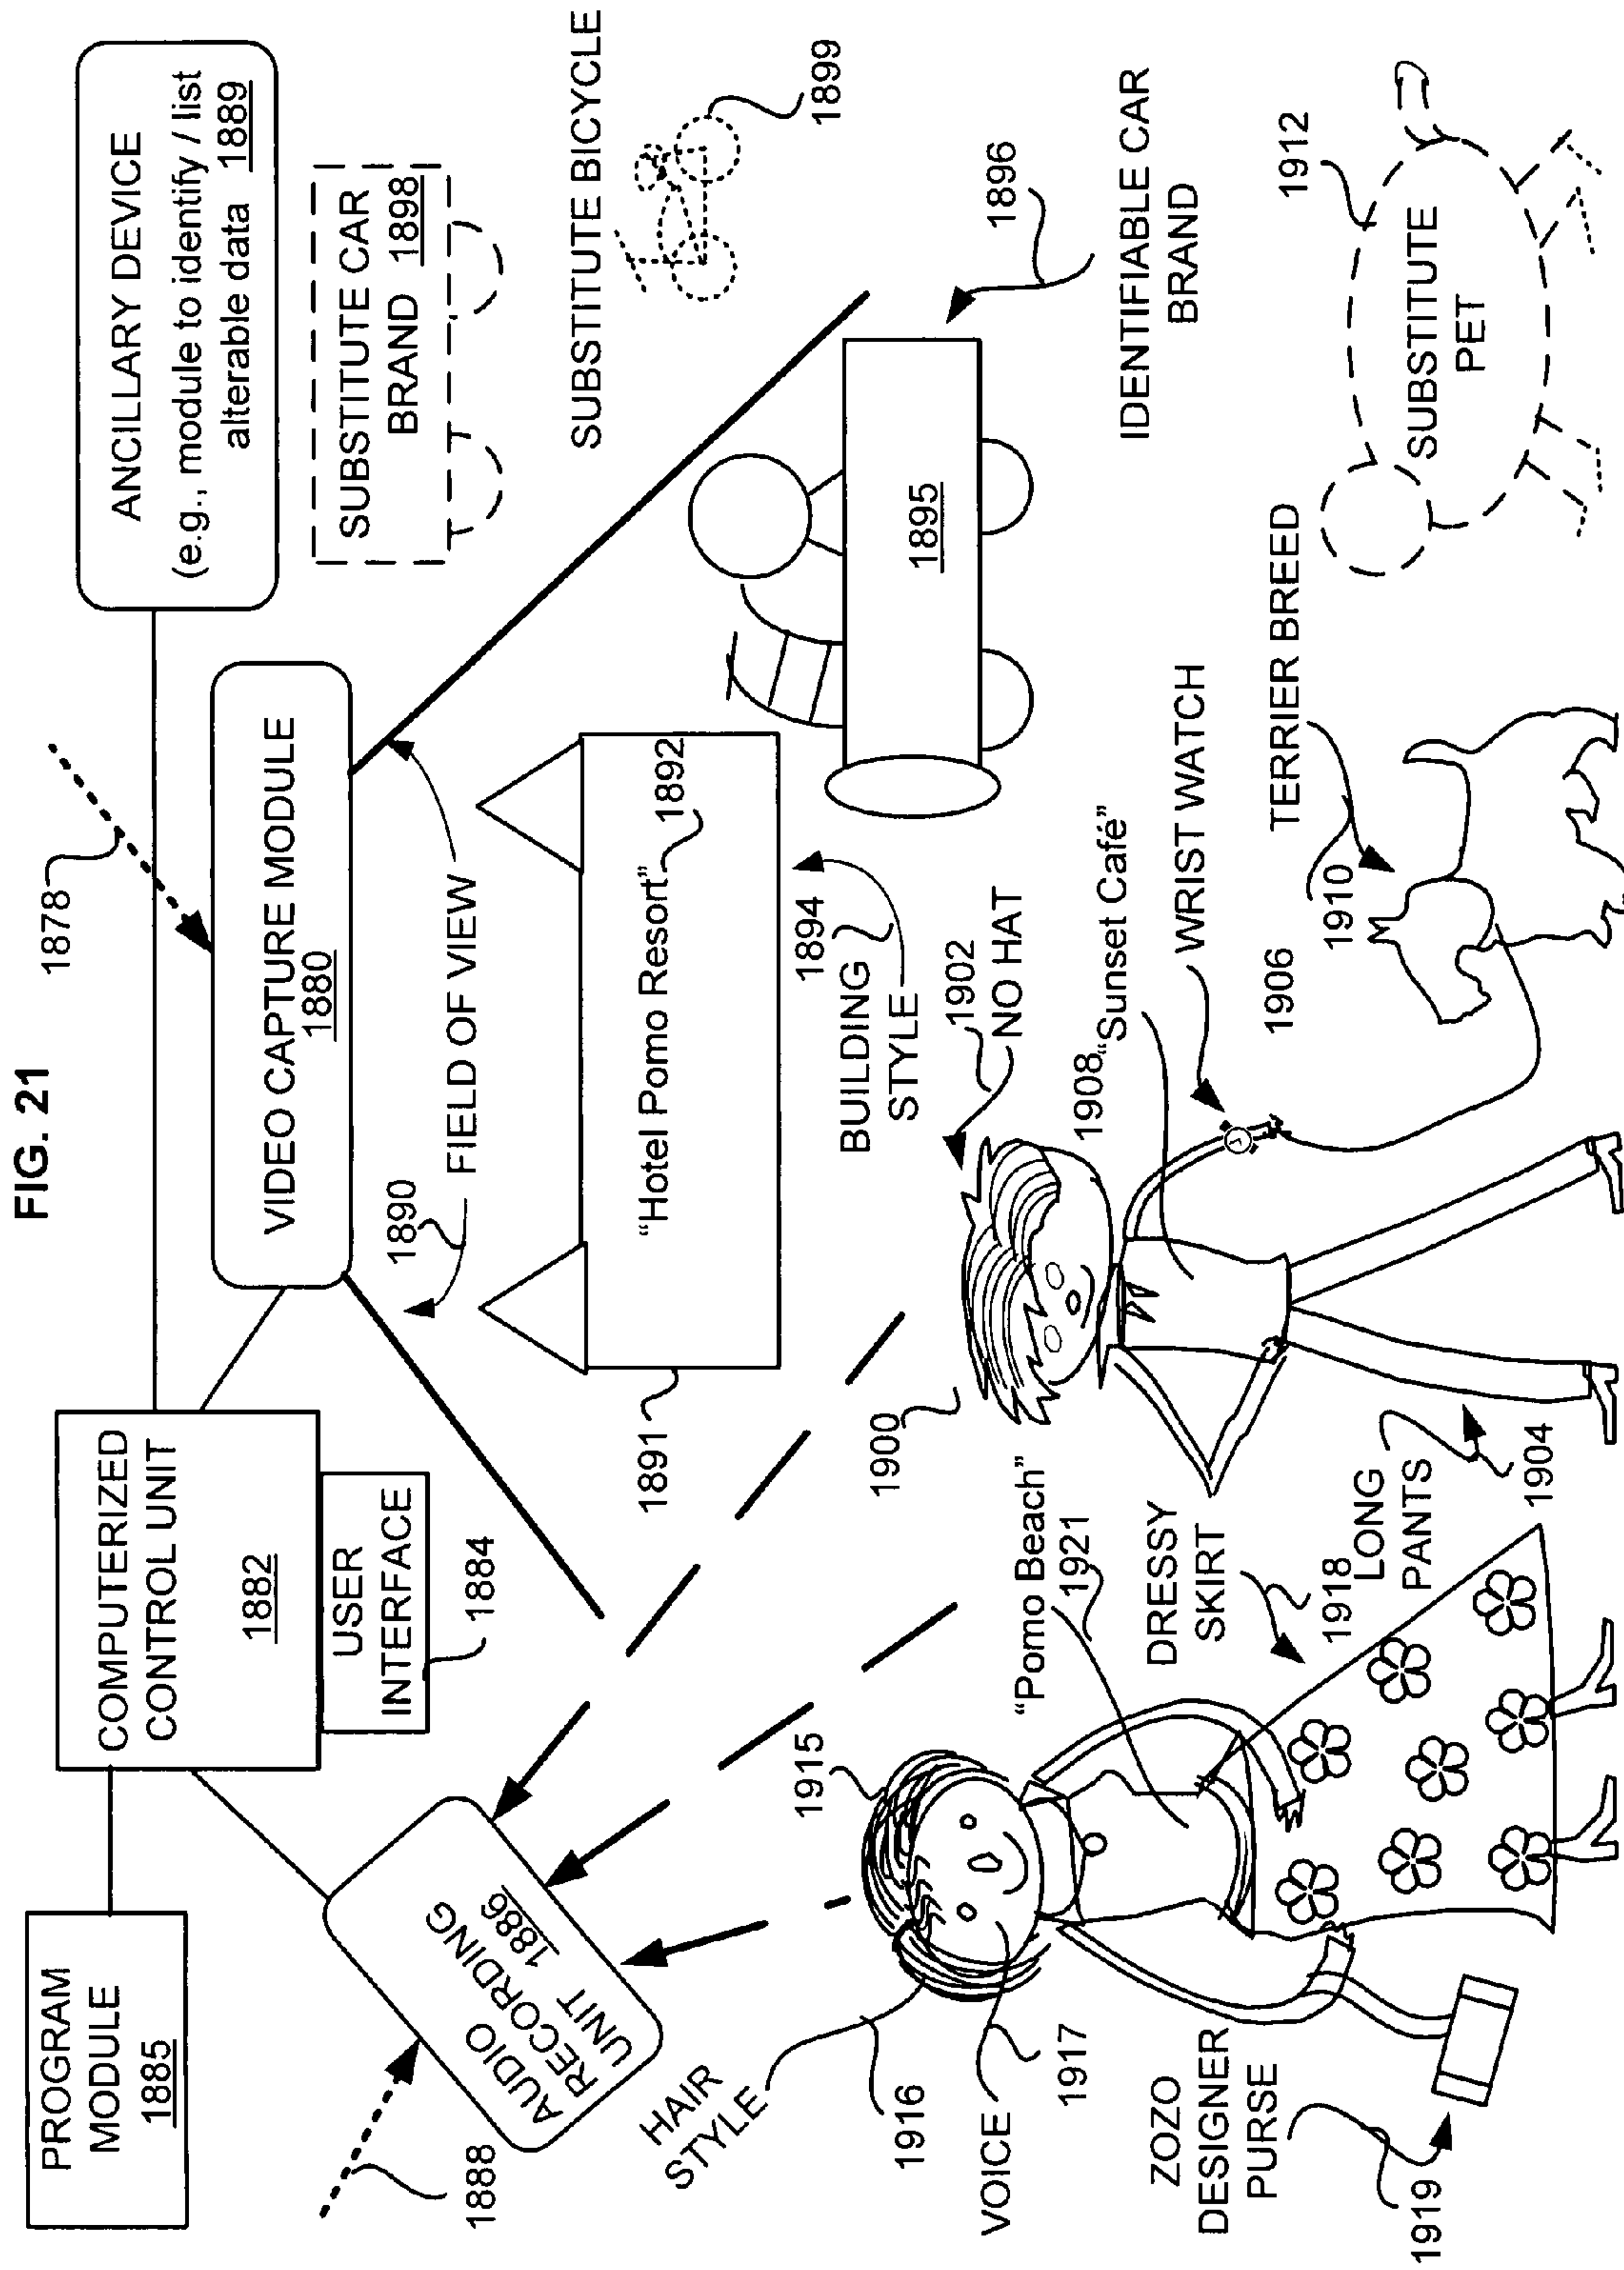 FIG. 21
PROGRAM
MODULE
1885
COMPUTERIZED
CONTROL UNIT
1882
USER
INTERFACE
1884
1878
VIDEO CAPTURE MODULE
1880
ANCILLARY DEVICE
(e.g., module to identify / list
alterable data 1889
SUBSTITUTE CAR
BRAND 1898
SUBSTITUTE BICYCLE
1899
1888
AUDIO
RECORDING
UNIT 1886
1890
FIELD OF VIEW
1891
“Hotel Pomo Resort”
1892
1894
BUILDING
STYLE
1895
1896
IDENTIFIABLE CAR
BRAND
HAIR
STYLE
1916
1915
VOICE
1917
“Pomo Beach”
1921
DRESSY
SKIRT
1918
ZOZO
DESIGNER
PURSE
1919
1900
1902
NO HAT
1908
“Sunset Café”
WRIST WATCH
1906
LONG
PANTS
1904
TERRIER BREED
1910
1912
SUBSTITUTE
PET